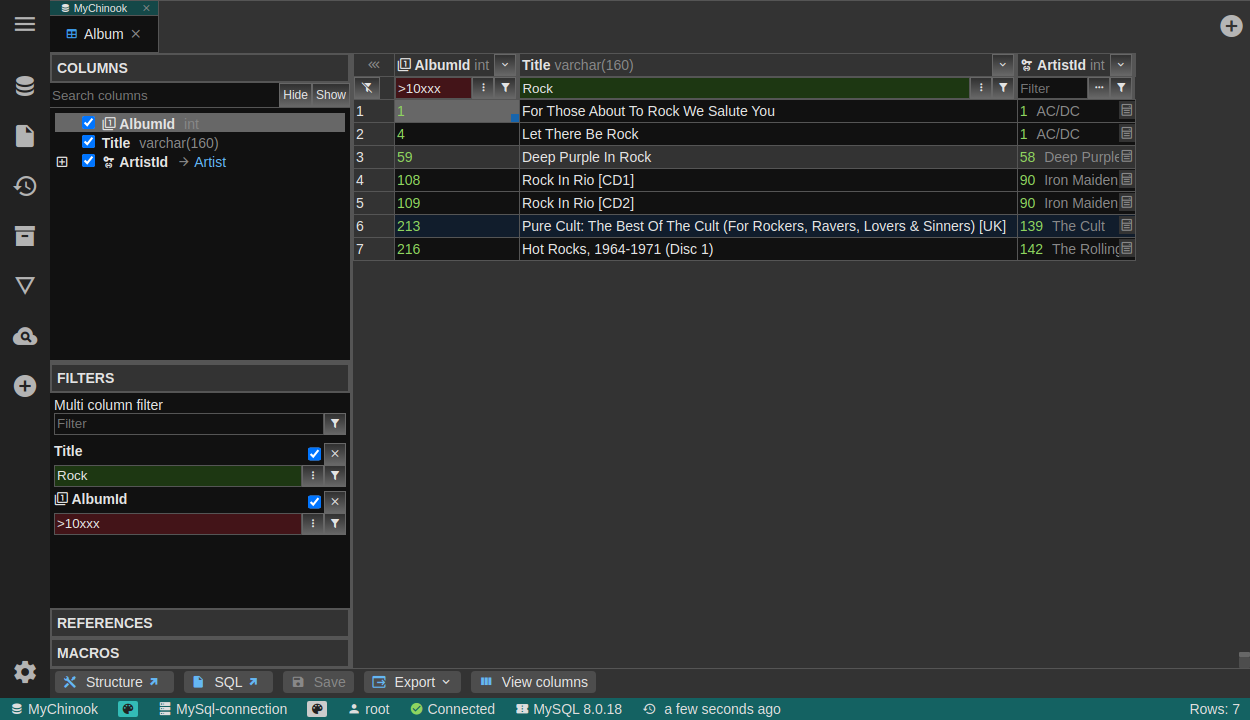 MyChinook
Album
COLUMNS
Search columns
Hide
Show
AlbumId int
Title varchar(160)
ArtistId Artist
FILTERS
Multi column filter
Filter
Title
Rock
AlbumId
>10xxx
REFERENCES
MACROS
AlbumId int Title varchar(160) ArtistId int
>10xxx Rock Filter
1 1 For Those About To Rock We Salute You 1 AC/DC
2 4 Let There Be Rock 1 AC/DC
3 59 Deep Purple In Rock 58 Deep Purple
4 108 Rock In Rio [CD1] 90 Iron Maiden
5 109 Rock In Rio [CD2] 90 Iron Maiden
6 213 Pure Cult: The Best Of The Cult (For Rockers, Ravers, Lovers & Sinners) [UK] 139 The Cult
7 216 Hot Rocks, 1964-1971 (Disc 1) 142 The Rolling
Structure SQL Save Export View columns
MyChinook MySql-connection root Connected MySQL 8.0.18 a few seconds ago Rows: 7